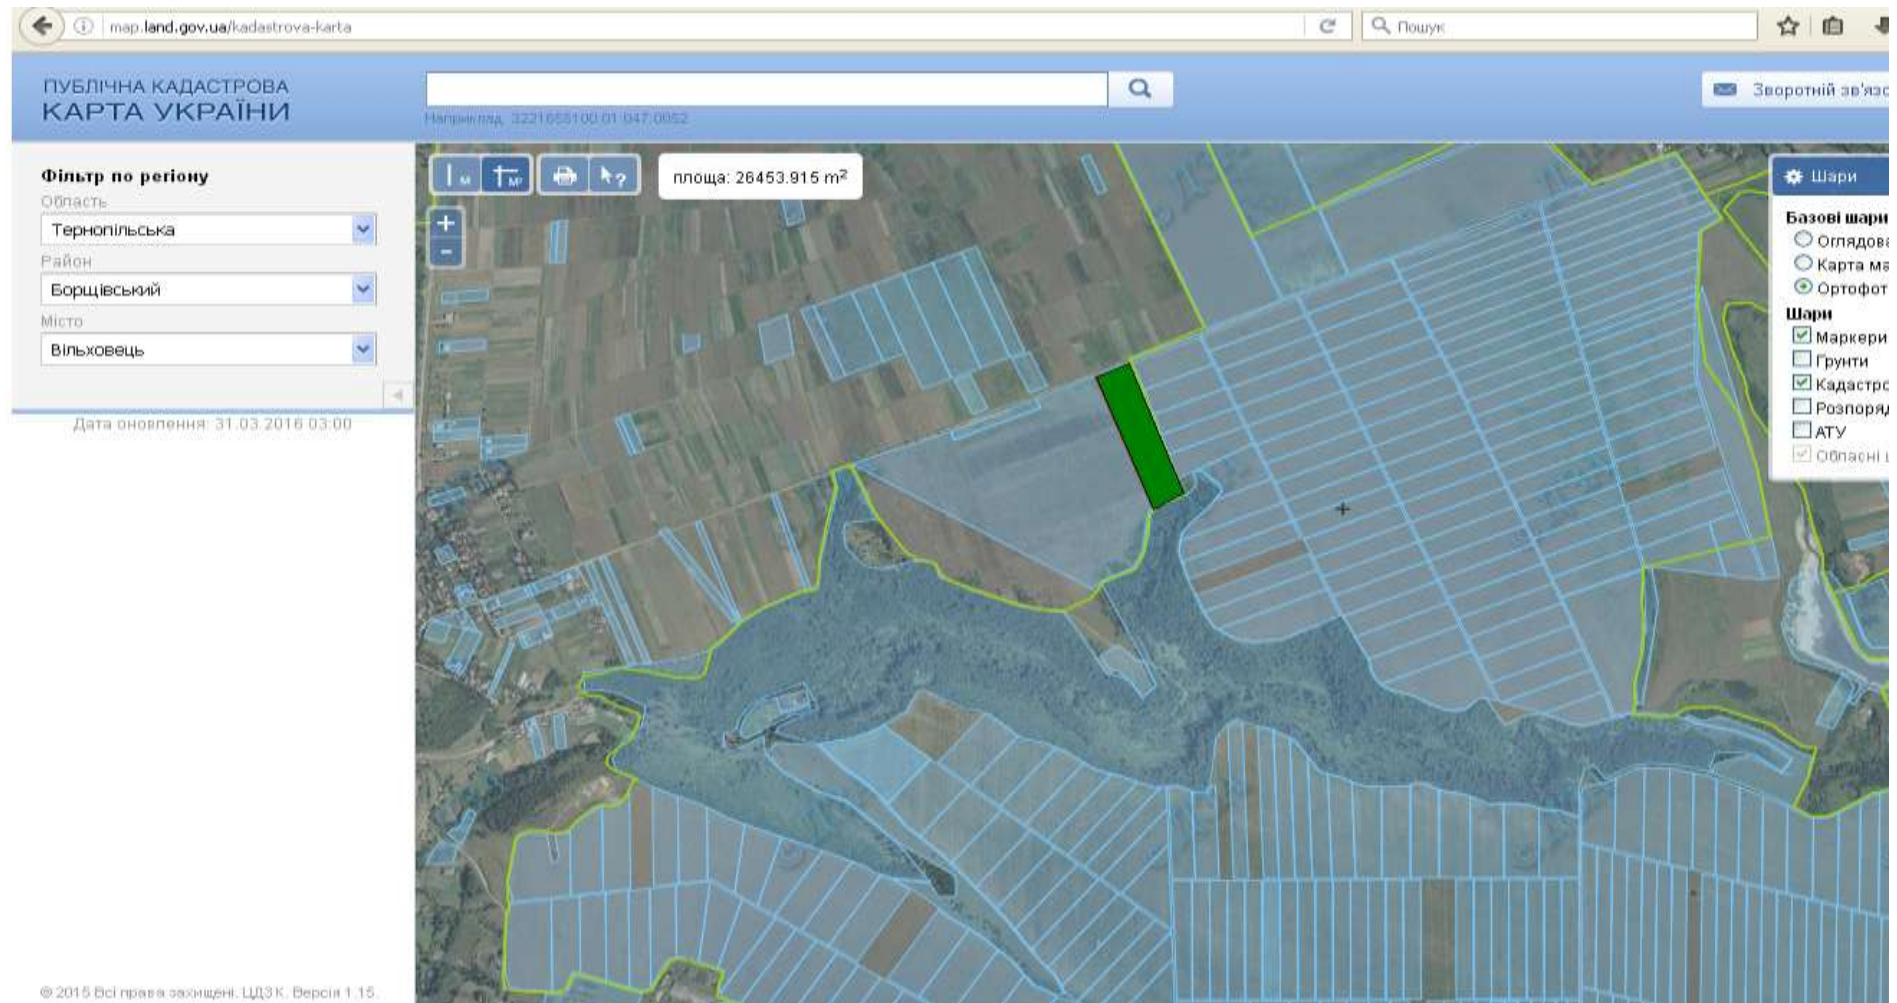 map.land.gov.ua/kadastrova-karta
Пошук
ПУБЛІЧНА КАДАСТРОВА
КАРТА УКРАЇНИ
Наприклад, 3221655100:01:047:0052
Зворотній зв'язо
Фільтр по регіону
Область
Тернопільська
Район
Борщівський
Місто
Вільховець
Дата оновлення: 31.03.2016 03:00
м
м²
?
площа: 26453.915 m²
+
-
Шари
Базові шари
Оглядова
Карта ма
Ортофот
Шари
Маркери
Грунти
Кадастро
Розпоряд
АТУ
Обласні ц
© 2015 Всі права захищені. ЦДЗК. Версія 1.15.